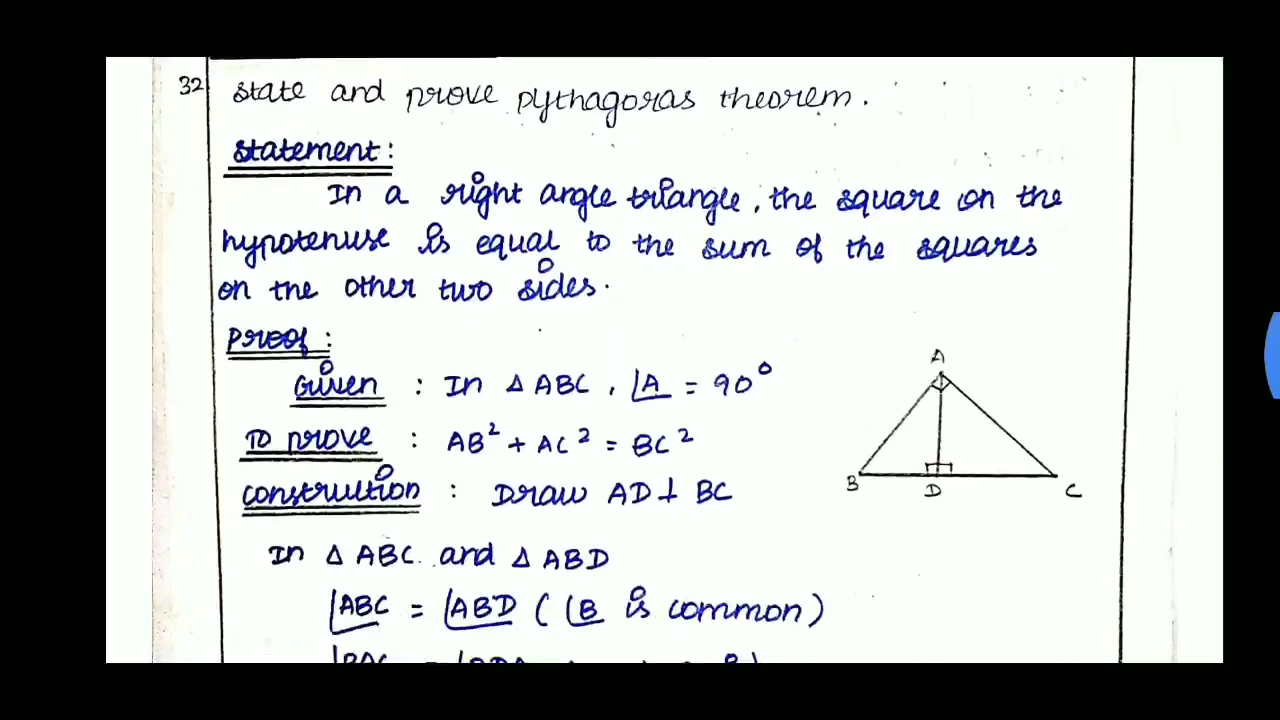 32 state and prove pythagoras theorem.
statement:
In a right angle triangle, the square on the
hypotenuse is equal to the sum of the squares
on the other two sides.
Proof:
Given : In Δ ABC, ∠A = 90°
To prove : AB² + AC² = BC²
construction : Draw AD ⊥ BC
A
B D C
In Δ ABC and Δ ABD
∠ABC = ∠ABD (∠B is common)
∠BAC =